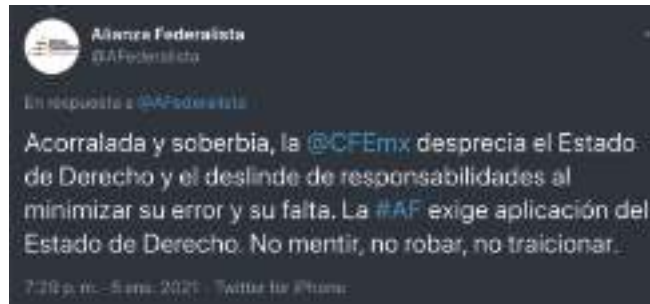 Alianza Federalista
@AFederalista
En respuesta a @AFederalista
Acorralada y soberbia, la @CFEmx desprecia el Estado
de Derecho y el deslinde de responsabilidades al
minimizar su error y su falta. La #AF exige aplicación del
Estado de Derecho. No mentir, no robar, no traicionar.
7:29 p. m. · 5 ene. 2021 · Twitter for iPhone